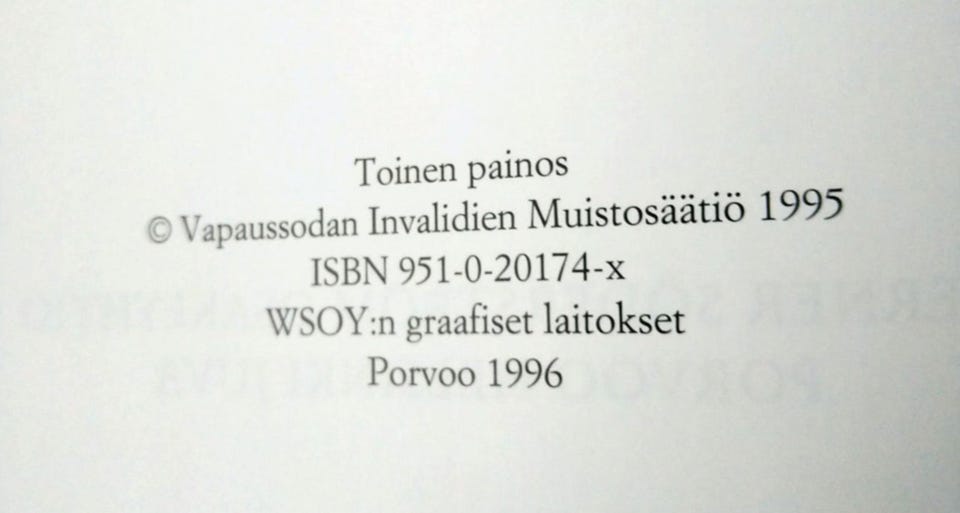 Toinen painos
© Vapaussodan Invalidien Muistosäätiö 1995
ISBN 951-0-20174-x
WSOY:n graafiset laitokset
Porvoo 1996